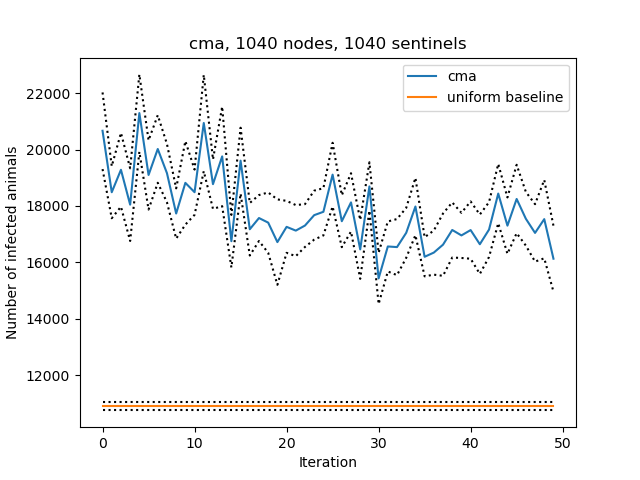 cma, 1040 nodes, 1040 sentinels
cma
uniform baseline
Number of infected animals
22000
20000
18000
16000
14000
12000
0 10 20 30 40 50
Iteration